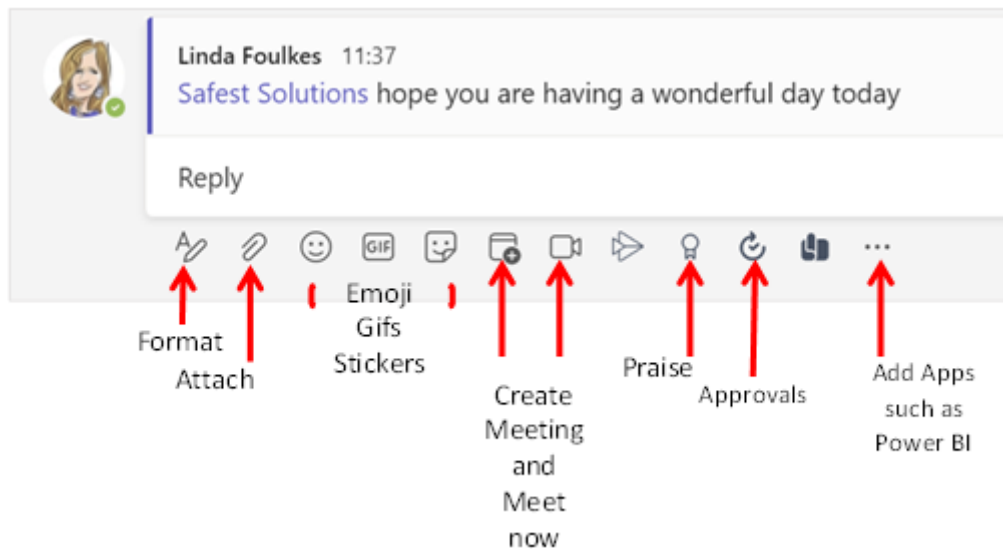 Linda Foulkes 11:37
Safest Solutions hope you are having a wonderful day today
Reply
GIF
Format
Attach
Emoji
Gifs
Stickers
Create
Meeting
and
Meet
now
Praise
Approvals
Add Apps
such as
Power BI